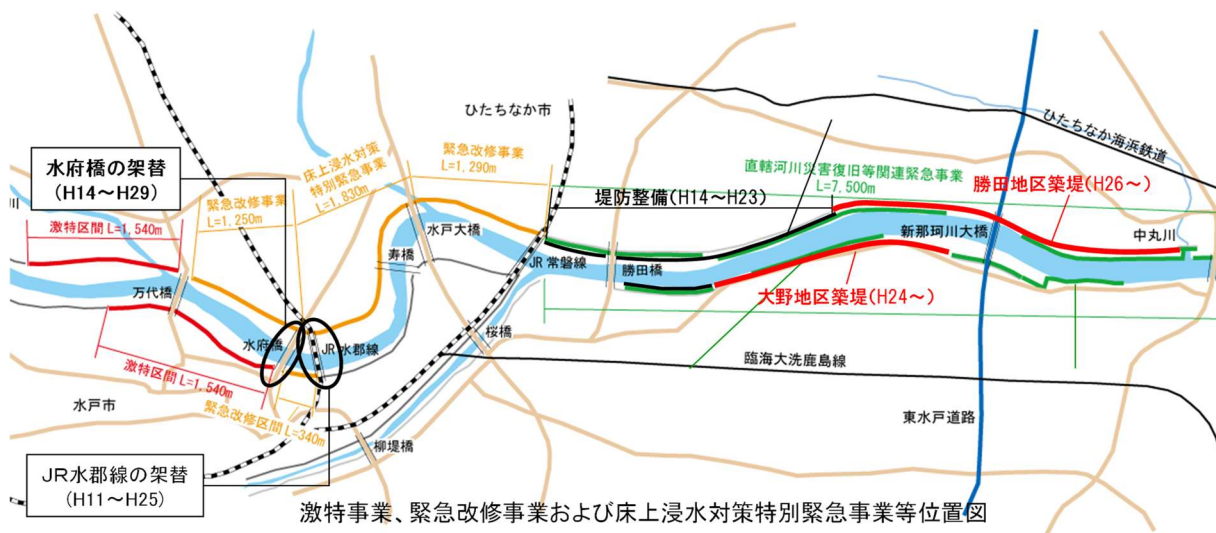 ひたちなか市
ひたちなか海浜鉄道
水府橋の架替
(H14～H29)
床上浸水対策
特別緊急事業
L=1,830m
緊急改修事業
L=1,290m
緊急改修事業
L=1,250m
直轄河川災害復旧等関連緊急事業
L=7,500m
堤防整備(H14～H23)
勝田地区築堤(H26～)
川
激特区間 L=1,540m
水戸大橋
寿橋
新那珂川大橋
中丸川
JR 常磐線
勝田橋
万代橋
大野地区築堤(H24～)
水府橋
JR 水郡線
桜橋
臨海大洗鹿島線
激特区間 L=1,540m
緊急改修区間 L=340m
水戸市
東水戸道路
柳堤橋
JR水郡線の架替
(H11～H25)
激特事業、緊急改修事業および床上浸水対策特別緊急事業等位置図